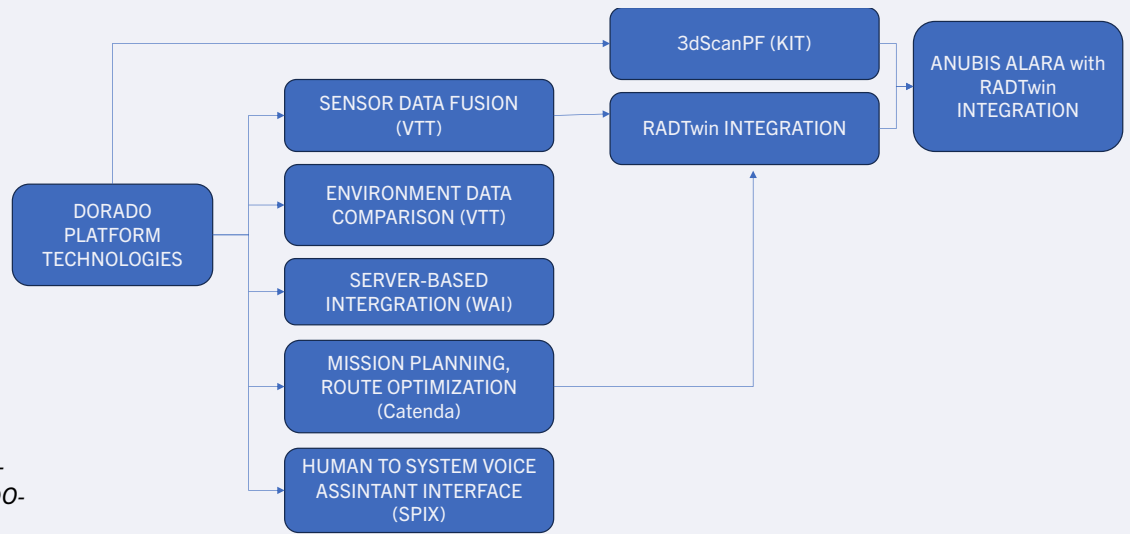 3dScanPF (KIT)
ANUBIS ALARA with
RADTwin
INTEGRATION
SENSOR DATA FUSION
(VTT)
RADTwin INTEGRATION
ENVIRONMENT DATA
COMPARISON (VTT)
DORADO
PLATFORM
TECHNOLOGIES
SERVER-BASED
INTERGRATION (WAI)
MISSION PLANNING,
ROUTE OPTIMIZATION
(Catenda)
HUMAN TO SYSTEM VOICE
ASSINTANT INTERFACE
(SPIX)